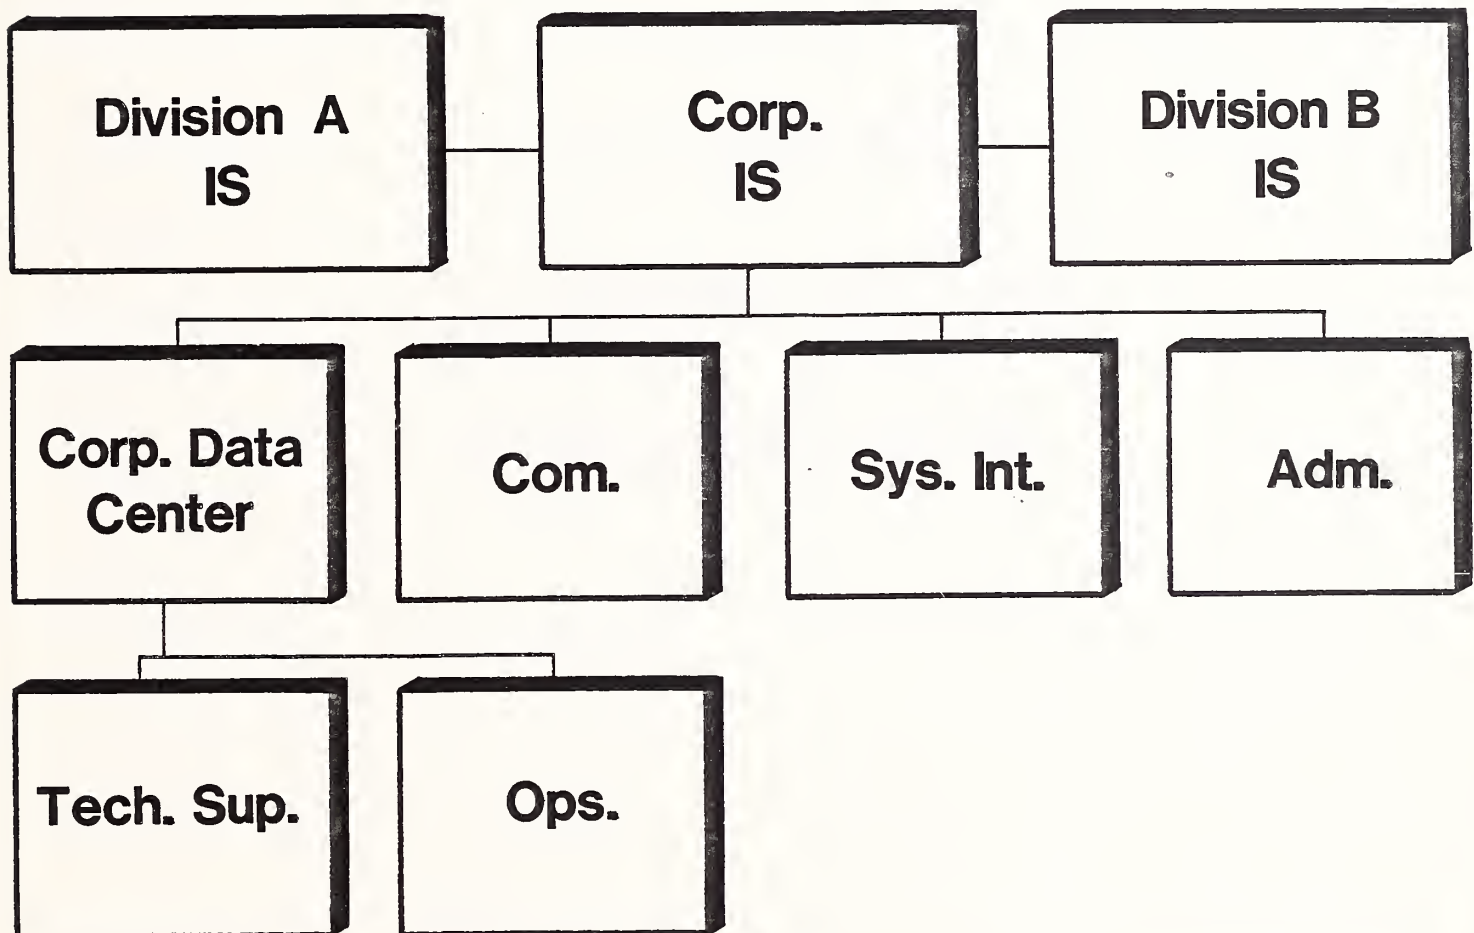 Division A
IS
Corp.
IS
Division B
IS
Corp. Data
Center
Com.
Sys. Int.
Adm.
Tech. Sup.
Ops.